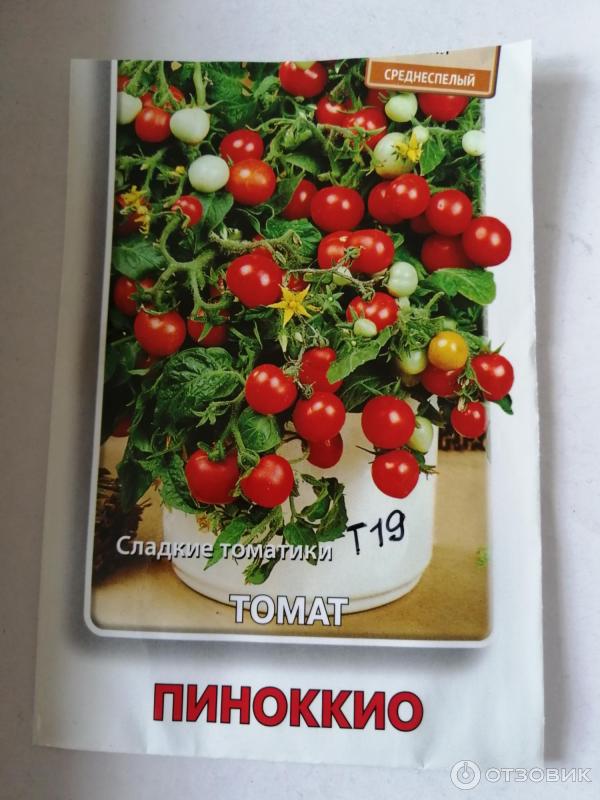 СРЕДНЕСПЕЛЫЙ
Сладкие томатики
Т19
ТОМАТ
ПИНОККИО
ОТЗОВИК